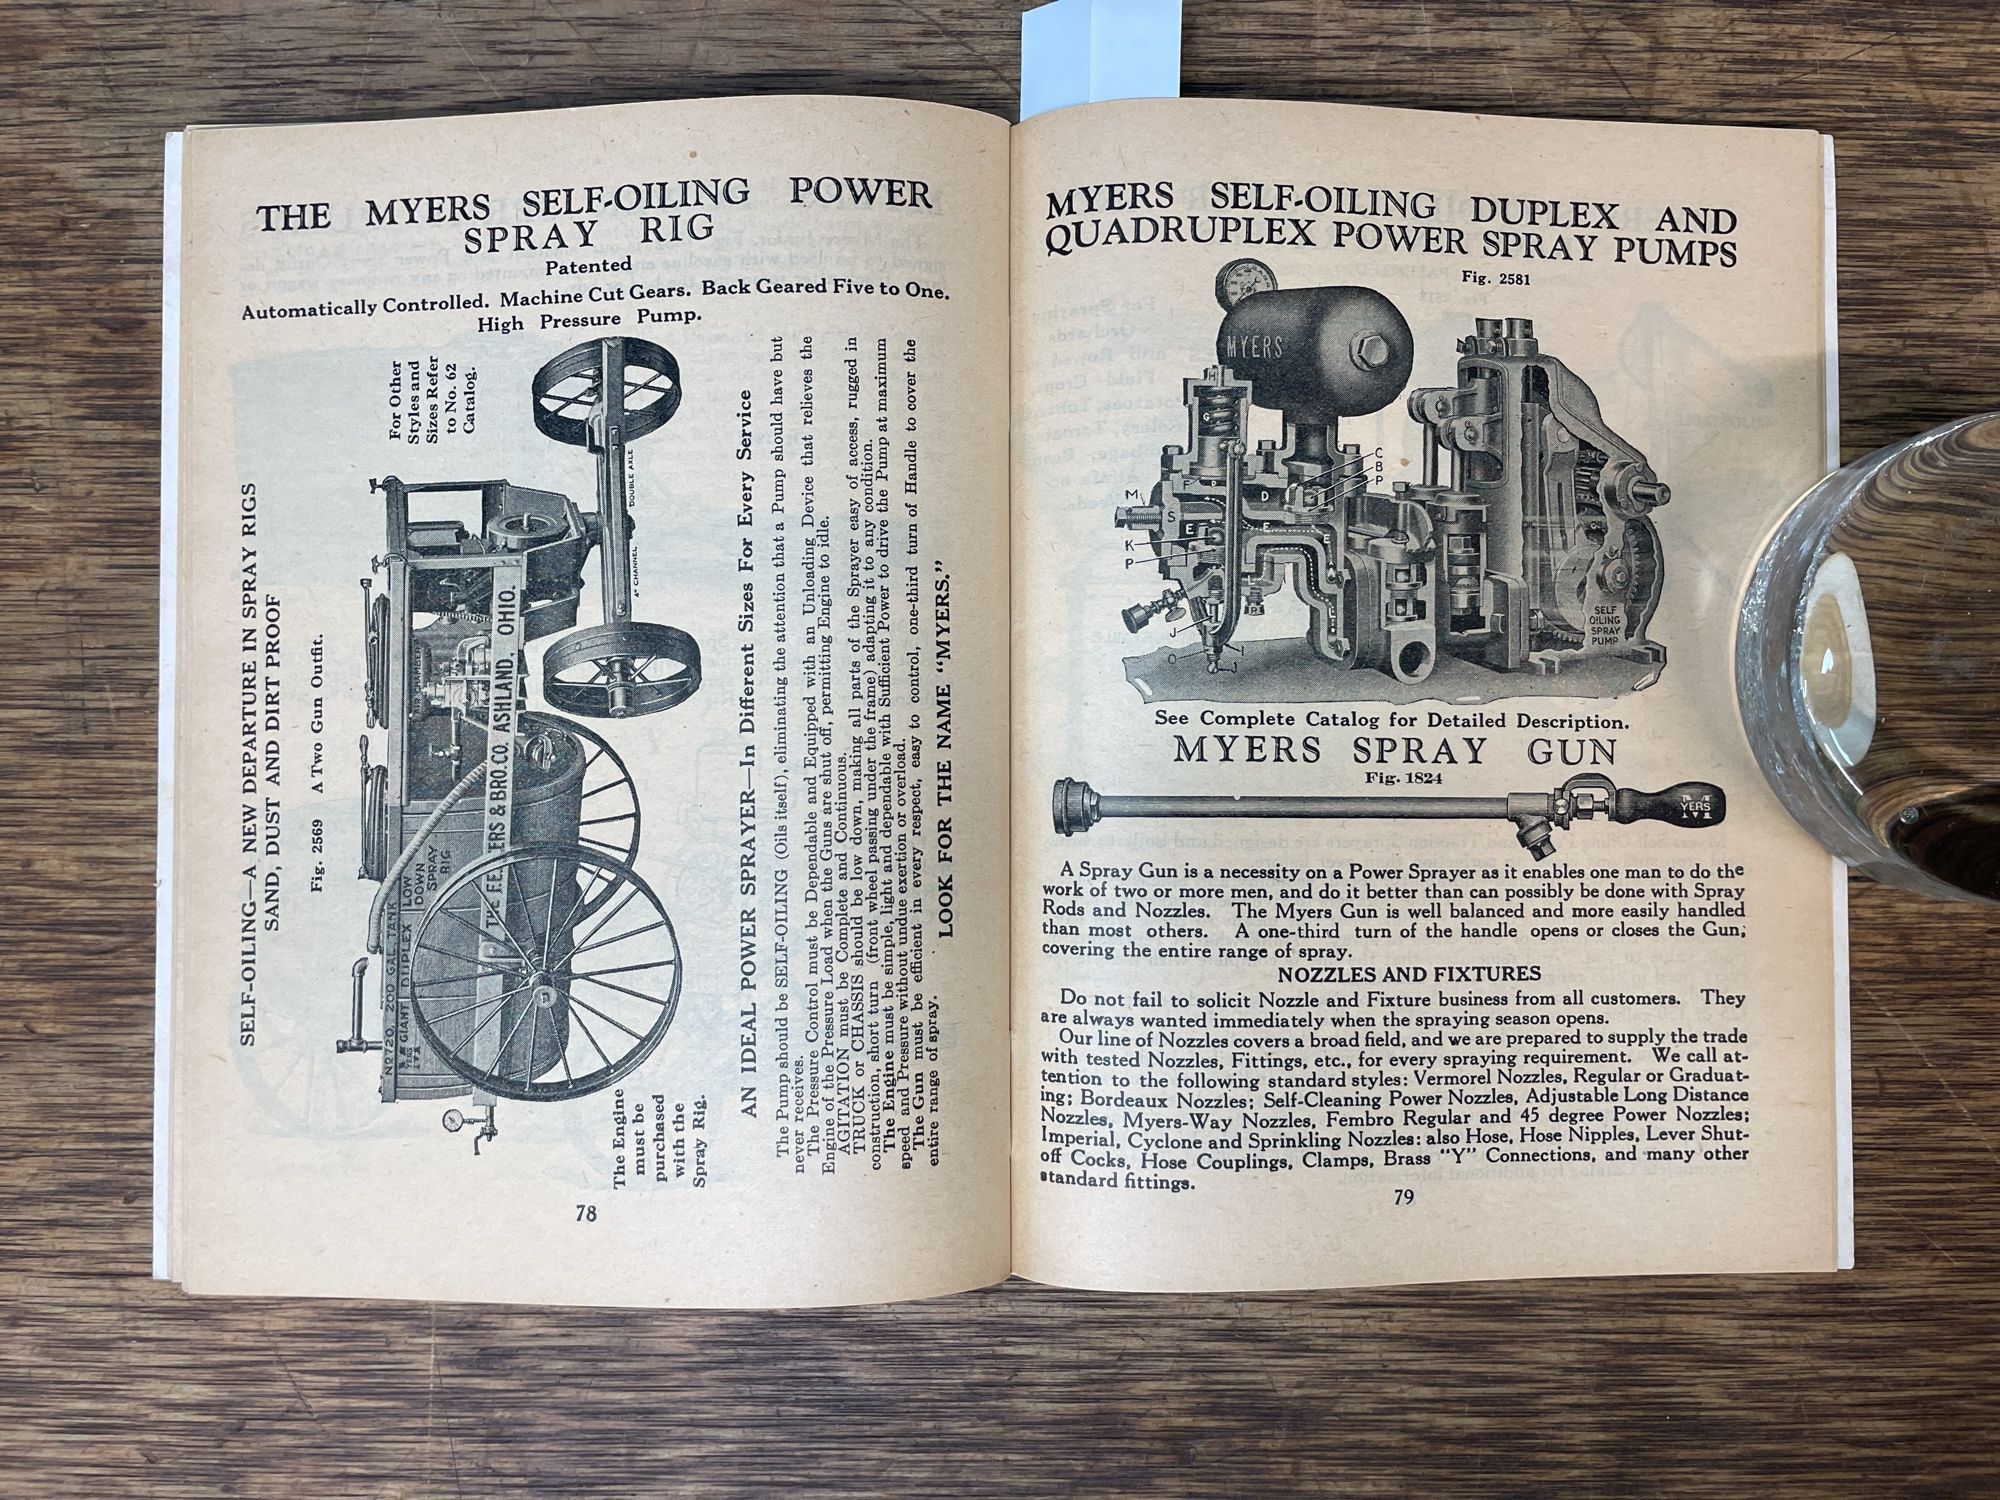 THE MYERS SELF-OILING POWER
SPRAY RIG
Patented
Automatically Controlled. Machine Cut Gears. Back Geared Five to One.
High Pressure Pump.
SELF-OILING—A NEW DEPARTURE IN SPRAY RIGS
SAND, DUST AND DIRT PROOF
Fig. 2569 A Two Gun Outfit.
For Other
Styles and
Sizes Refer
to No. 62
Catalog.
AIR CHAMBER
DOUBLE AXLE
4" CHANNEL
THE F.E. MYERS & BRO. CO. ASHLAND, OHIO.
No 720, 200 GAL. TANK
GIANT DUPLEX
LOW
DOWN
SPRAY
RIG
The Engine
must be
purchased
with the
Spray Rig.
AN IDEAL POWER SPRAYER—In Different Sizes For Every Service
The Pump should be SELF-OILING (Oils itself), eliminating the attention that a Pump should have but
never receives.
The Pressure Control must be Dependable and Equipped with an Unloading Device that relieves the
Engine of the Pressure Load when the Guns are shut off, permitting Engine to idle.
AGITATION must be Complete and Continuous.
TRUCK or CHASSIS should be low down, making all parts of the Sprayer easy of access, rugged in
construction, short turn (front wheel passing under the frame) adapting it to any condition.
The Engine must be simple, light and dependable with Sufficient Power to drive the Pump at maximum
speed and Pressure without undue exertion or overload.
The Gun must be efficient in every respect, easy to control, one-third turn of Handle to cover the
entire range of spray.
LOOK FOR THE NAME "MYERS."
78
MYERS SELF-OILING DUPLEX AND
QUADRUPLEX POWER SPRAY PUMPS
Fig. 2581
MYERS
H
G
C
B
P
F
P
D
M
S
E
E
E
K
P
R
J
I
O
J
SELF
OILING
SPRAY
PUMP
See Complete Catalog for Detailed Description.
MYERS SPRAY GUN
Fig. 1824
MYERS
A Spray Gun is a necessity on a Power Sprayer as it enables one man to do the
work of two or more men, and do it better than can possibly be done with Spray
Rods and Nozzles. The Myers Gun is well balanced and more easily handled
than most others. A one-third turn of the handle opens or closes the Gun,
covering the entire range of spray.
NOZZLES AND FIXTURES
Do not fail to solicit Nozzle and Fixture business from all customers. They
are always wanted immediately when the spraying season opens.
Our line of Nozzles covers a broad field, and we are prepared to supply the trade
with tested Nozzles, Fittings, etc., for every spraying requirement. We call at-
tention to the following standard styles: Vermorel Nozzles, Regular or Graduat-
ing; Bordeaux Nozzles; Self-Cleaning Power Nozzles, Adjustable Long Distance
Nozzles, Myers-Way Nozzles, Fembro Regular and 45 degree Power Nozzles;
Imperial, Cyclone and Sprinkling Nozzles: also Hose, Hose Nipples, Lever Shut-
off Cocks, Hose Couplings, Clamps, Brass "Y" Connections, and many other
standard fittings.
79